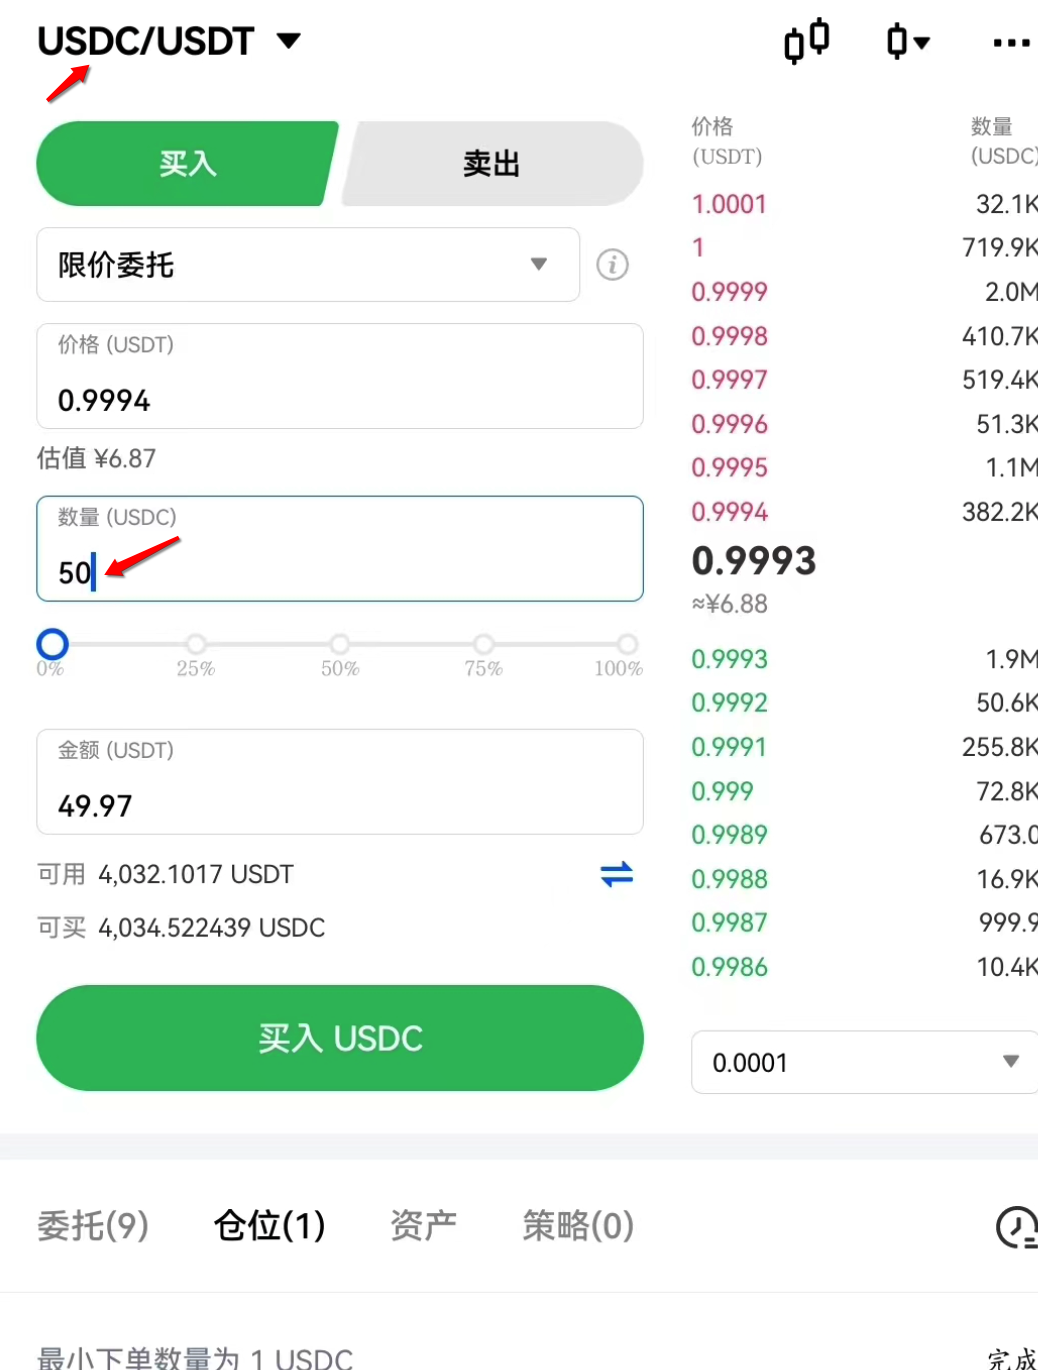 USDC/USDT
买入
卖出
限价委托
价格 (USDT)
0.9994
估值 ¥6.87
数量 (USDC)
50
0%
25%
50%
75%
100%
金额 (USDT)
49.97
可用 4,032.1017 USDT
可买 4,034.522439 USDC
买入 USDC
价格 数量
(USDT) (USDC)
1.0001 32.1K
1 719.9K
0.9999 2.0M
0.9998 410.7K
0.9997 519.4K
0.9996 51.3K
0.9995 1.1M
0.9994 382.2K
0.9993
≈¥6.88
0.9993 1.9M
0.9992 50.6K
0.9991 255.8K
0.999 72.8K
0.9989 673.0
0.9988 16.9K
0.9987 999.9
0.9986 10.4K
0.0001
委托(9) 仓位(1) 资产 策略(0)
最小下单数量为 1 USDC
完成